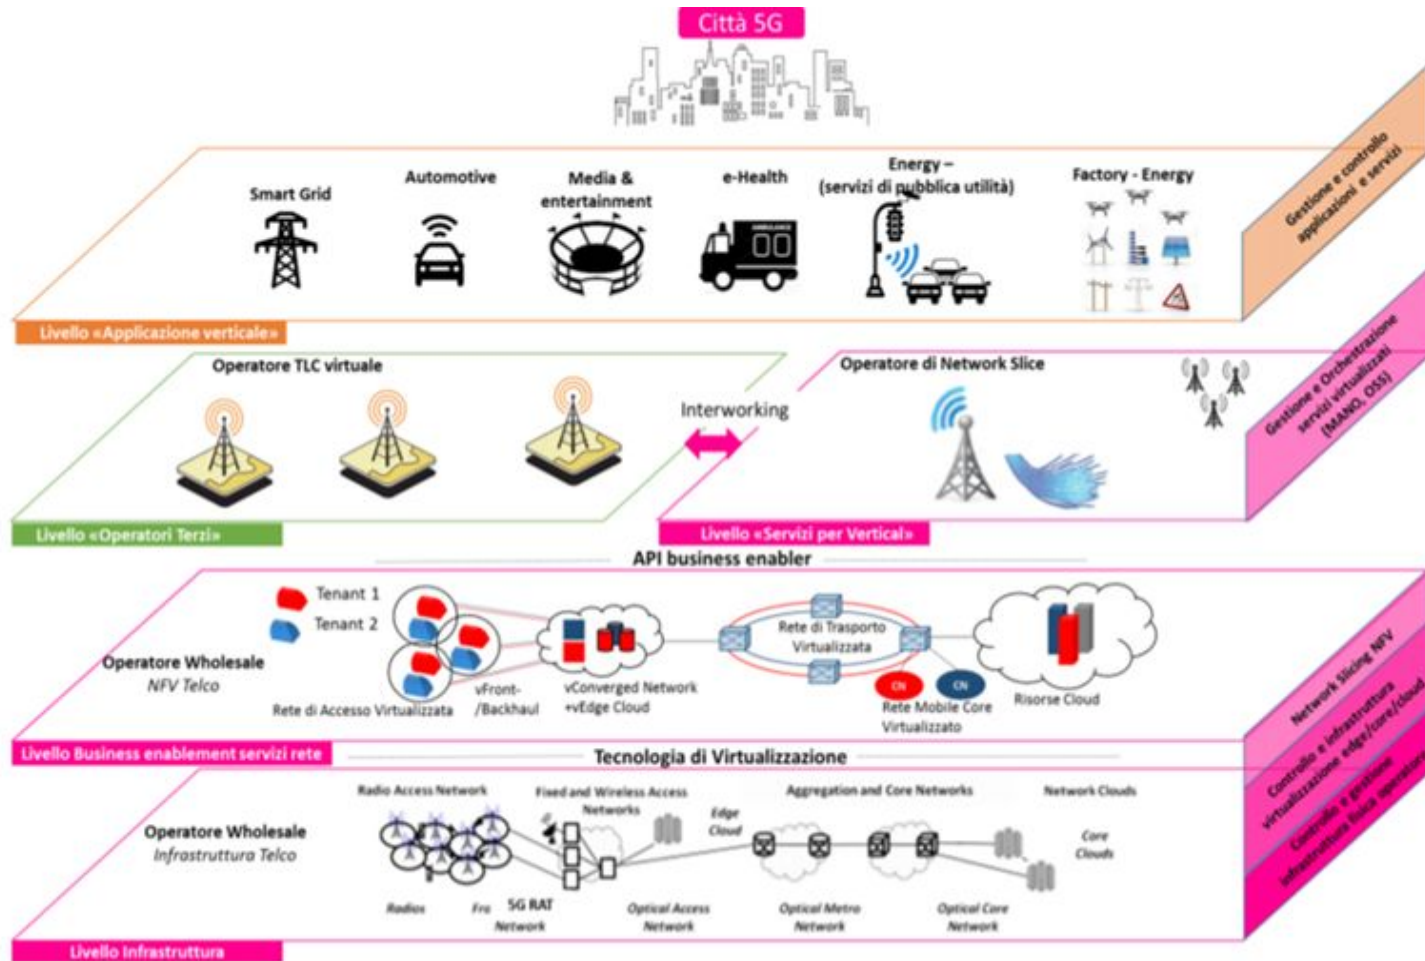 Città 5G
Smart Grid
Automotive
Media &
entertainment
e-Health
AMBULANCE
Energy –
(servizi di pubblica utilità)
Factory - Energy
Gestione e controllo
applicazioni e servizi
Livello «Applicazione verticale»
Operatore TLC virtuale
Interworking
Operatore di Network Slice
Gestione e Orchestrazione
servizi virtualizzati
(MANO, OSS)
Livello «Operatori Terzi»
Livello «Servizi per Vertical»
API business enabler
Tenant 1
Tenant 2
Operatore Wholesale
NFV Telco
Rete di Accesso Virtualizzata
vFront-
/Backhaul
vConverged Network
+vEdge Cloud
Rete di Trasporto
Virtualizzata
CN
CN
Rete Mobile Core
Virtualizzato
Risorse Cloud
Network Slicing NFV
Controllo e infrastruttura
virtualizzazione edge/core/cloud
Controllo e gestione
infrastruttura fisica operatore
Livello Business enablement servizi rete
Tecnologia di Virtualizzazione
Radio Access Network
Fixed and Wireless Access
Networks
Aggregation and Core Networks
Network Clouds
Operatore Wholesale
Infrastruttura Telco
Edge
Cloud
Core
Clouds
Radios
Fro
5G RAT
Network
Optical Access
Network
Optical Metro
Network
Optical Core
Network
Livello Infrastruttura